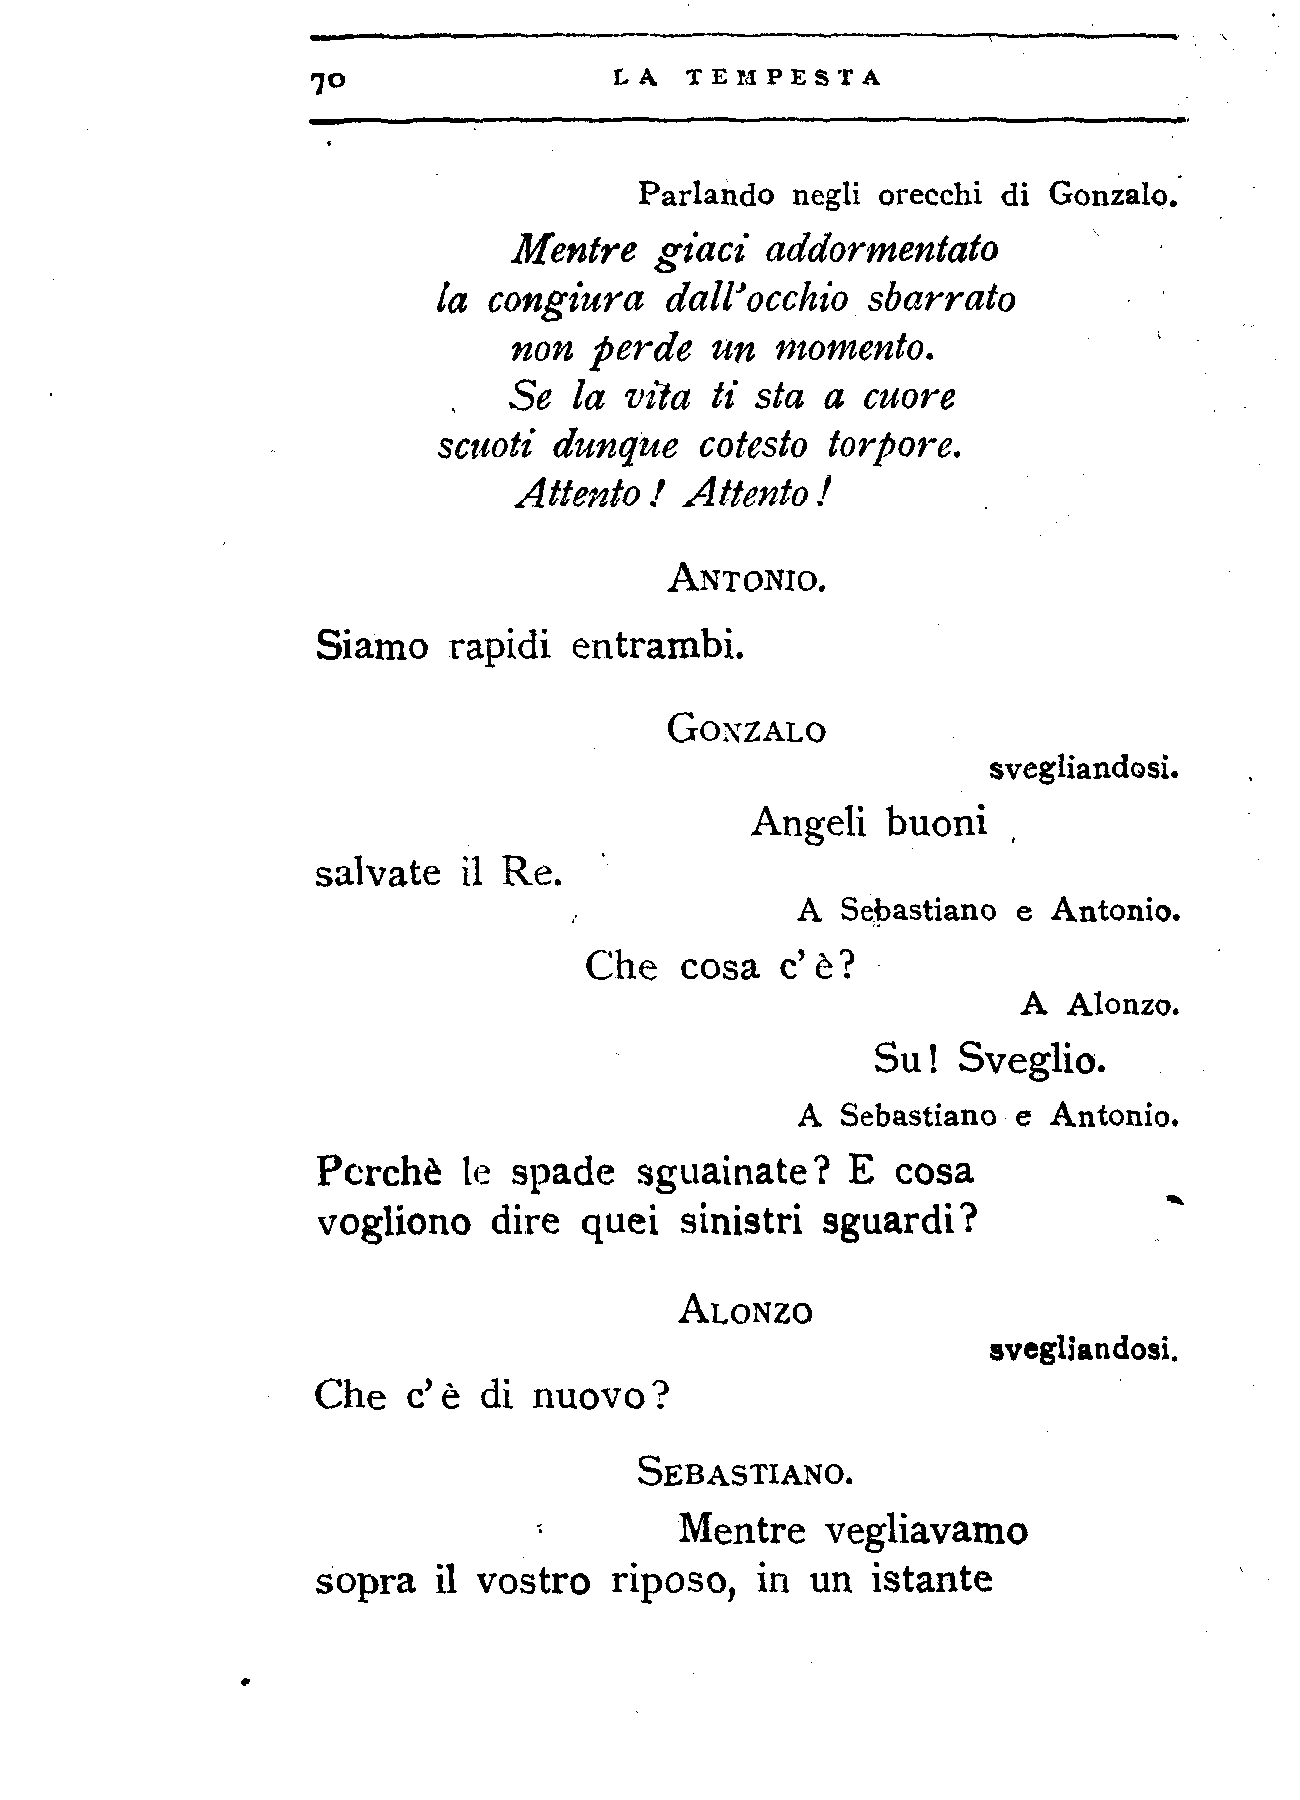 70 LA TEMPESTA
Parlando negli orecchi di Gonzalo.
Mentre giaci addormentato
la congiura dall'occhio sbarrato
non perde un momento.
Se la vita ti sta a cuore
scuoti dunque cotesto torpore.
Attento! Attento!
ANTONIO.
Siamo rapidi entrambi.
GONZALO
svegliandosi.
Angeli buoni
salvate il Re.
A Sebastiano e Antonio.
Che cosa c'è?
A Alonzo.
Su! Sveglio.
A Sebastiano e Antonio.
Perchè le spade sguainate? E cosa
vogliono dire quei sinistri sguardi?
ALONZO
svegliandosi.
Che c'è di nuovo?
SEBASTIANO.
Mentre vegliavamo
sopra il vostro riposo, in un istante